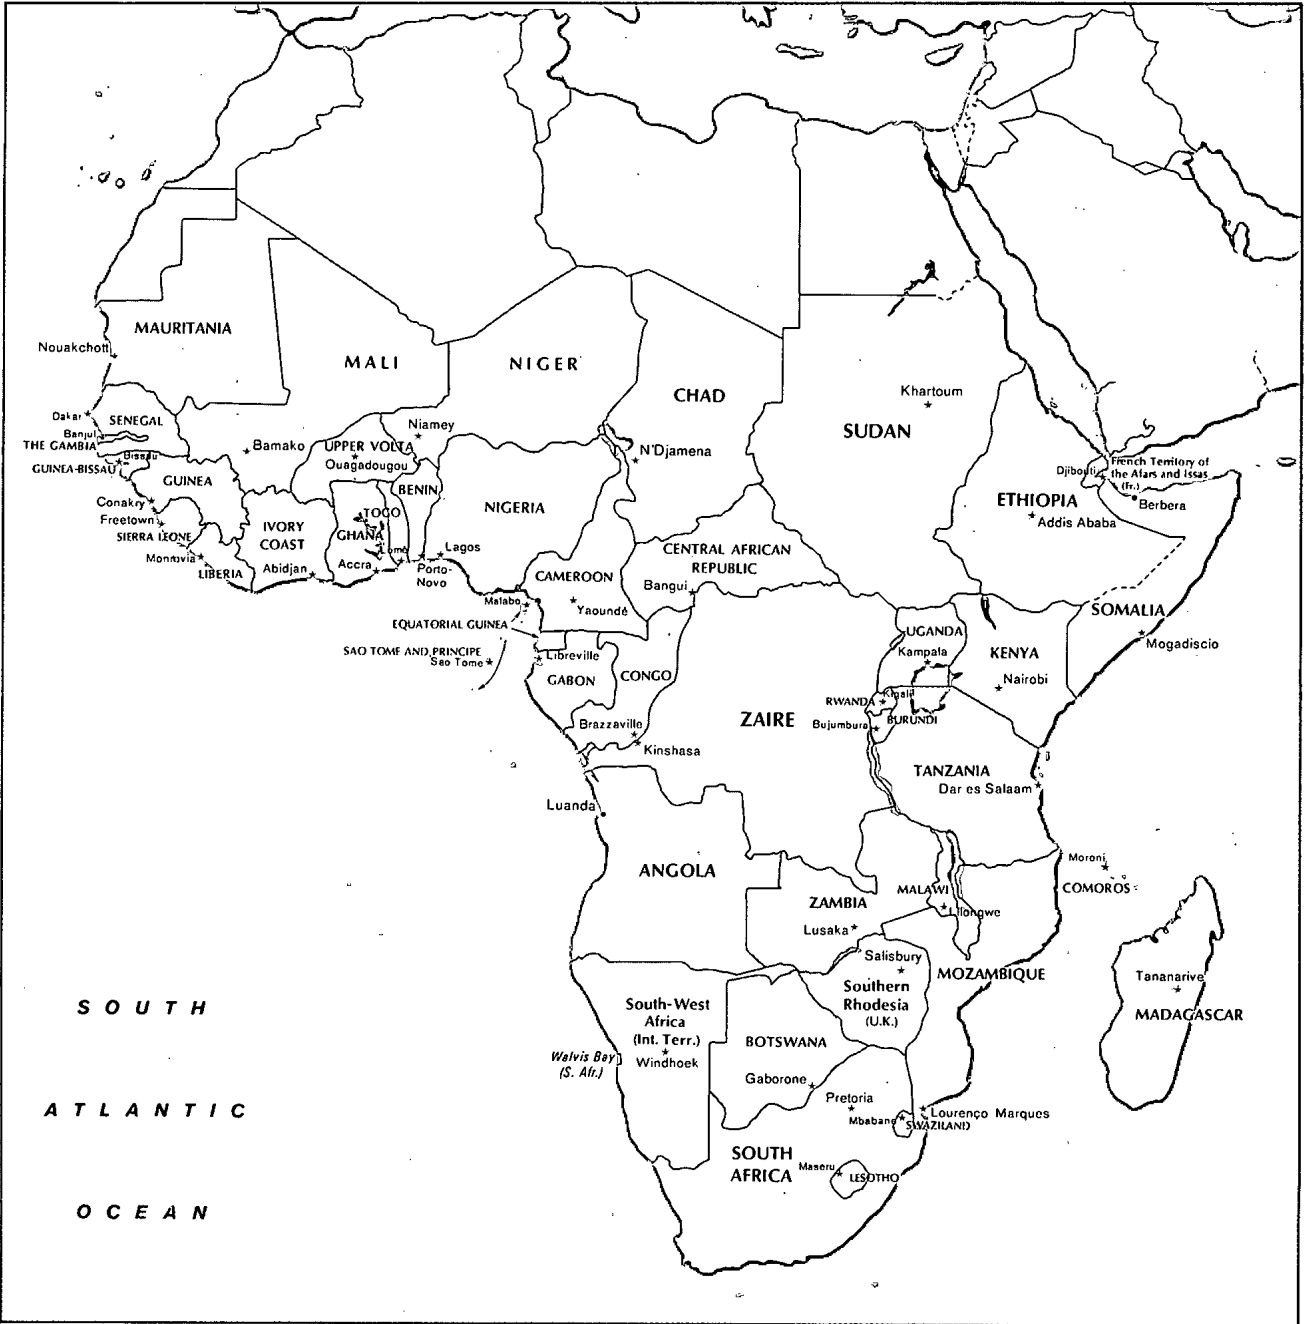 MAURITANIA
Nouakchott
MALI
NIGER
CHAD
Khartoum
SUDAN
Dakar
SENEGAL
Banjul
THE GAMBIA
Bissau
GUINEA-BISSAU
Bamako
UPPER VOLTA
Ouagadougou
Niamey
N'Djamena
GUINEA
Conakry
Freetown
SIERRA LEONE
Monrovia
LIBERIA
IVORY
COAST
Abidjan
GHANA
Accra
TOGO
Lome
BENIN
Porto-
Novo
NIGERIA
Lagos
CAMEROON
Yaoundé
CENTRAL AFRICAN
REPUBLIC
Bangui
Djibouti
French Territory of
the Afars and Issas
(Fr.)
ETHIOPIA
Addis Ababa
Berbera
SOMALIA
Mogadiscio
Malabo
EQUATORIAL GUINEA
SAO TOME AND PRINCIPE
Sao Tome
Libreville
GABON
CONGO
Brazzaville
Kinshasa
ZAIRE
UGANDA
Kampala
KENYA
Nairobi
RWANDA
Kigali
Bujumbura
BURUNDI
TANZANIA
Dar es Salaam
Luanda
ANGOLA
ZAMBIA
Lusaka
MALAWI
Lilongwe
Moroni
COMOROS
MOZAMBIQUE
Salisbury
Southern
Rhodesia
(U.K.)
Tananarive
MADAGASCAR
South-West
Africa
(Int. Terr.)
Windhoek
Walvis Bay
(S. Afr.)
BOTSWANA
Gaborone
Pretoria
Mbabane
SWAZILAND
Lourenço Marques
SOUTH
AFRICA
Maseru
LESOTHO
SOUTH
ATLANTIC
OCEAN